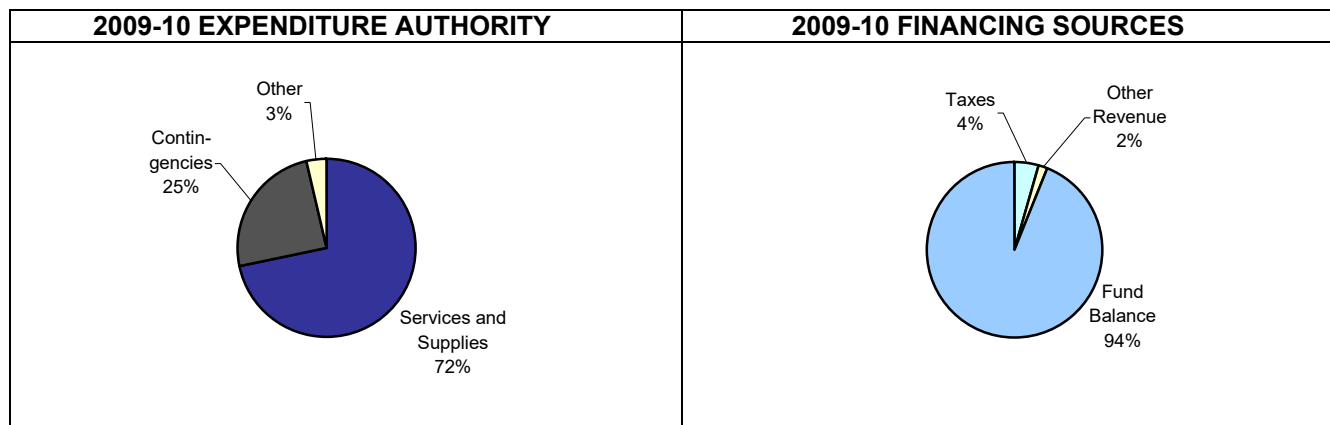 2009-10 EXPENDITURE AUTHORITY
Other
3%
Contin-
gencies
25%
Services and
Supplies
72%
2009-10 FINANCING SOURCES
Taxes
4%
Other
Revenue
2%
Fund
Balance
94%